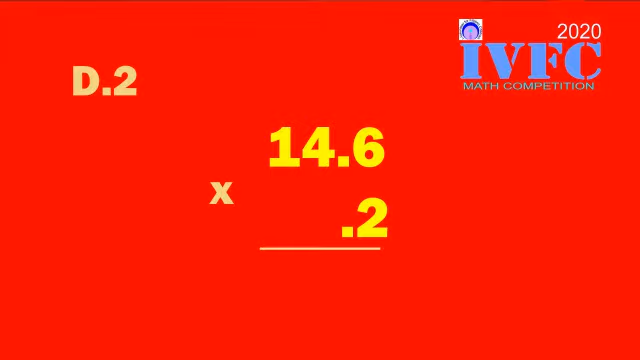 2020
IVFC
MATH COMPETITION
D.2
14.6
x .2